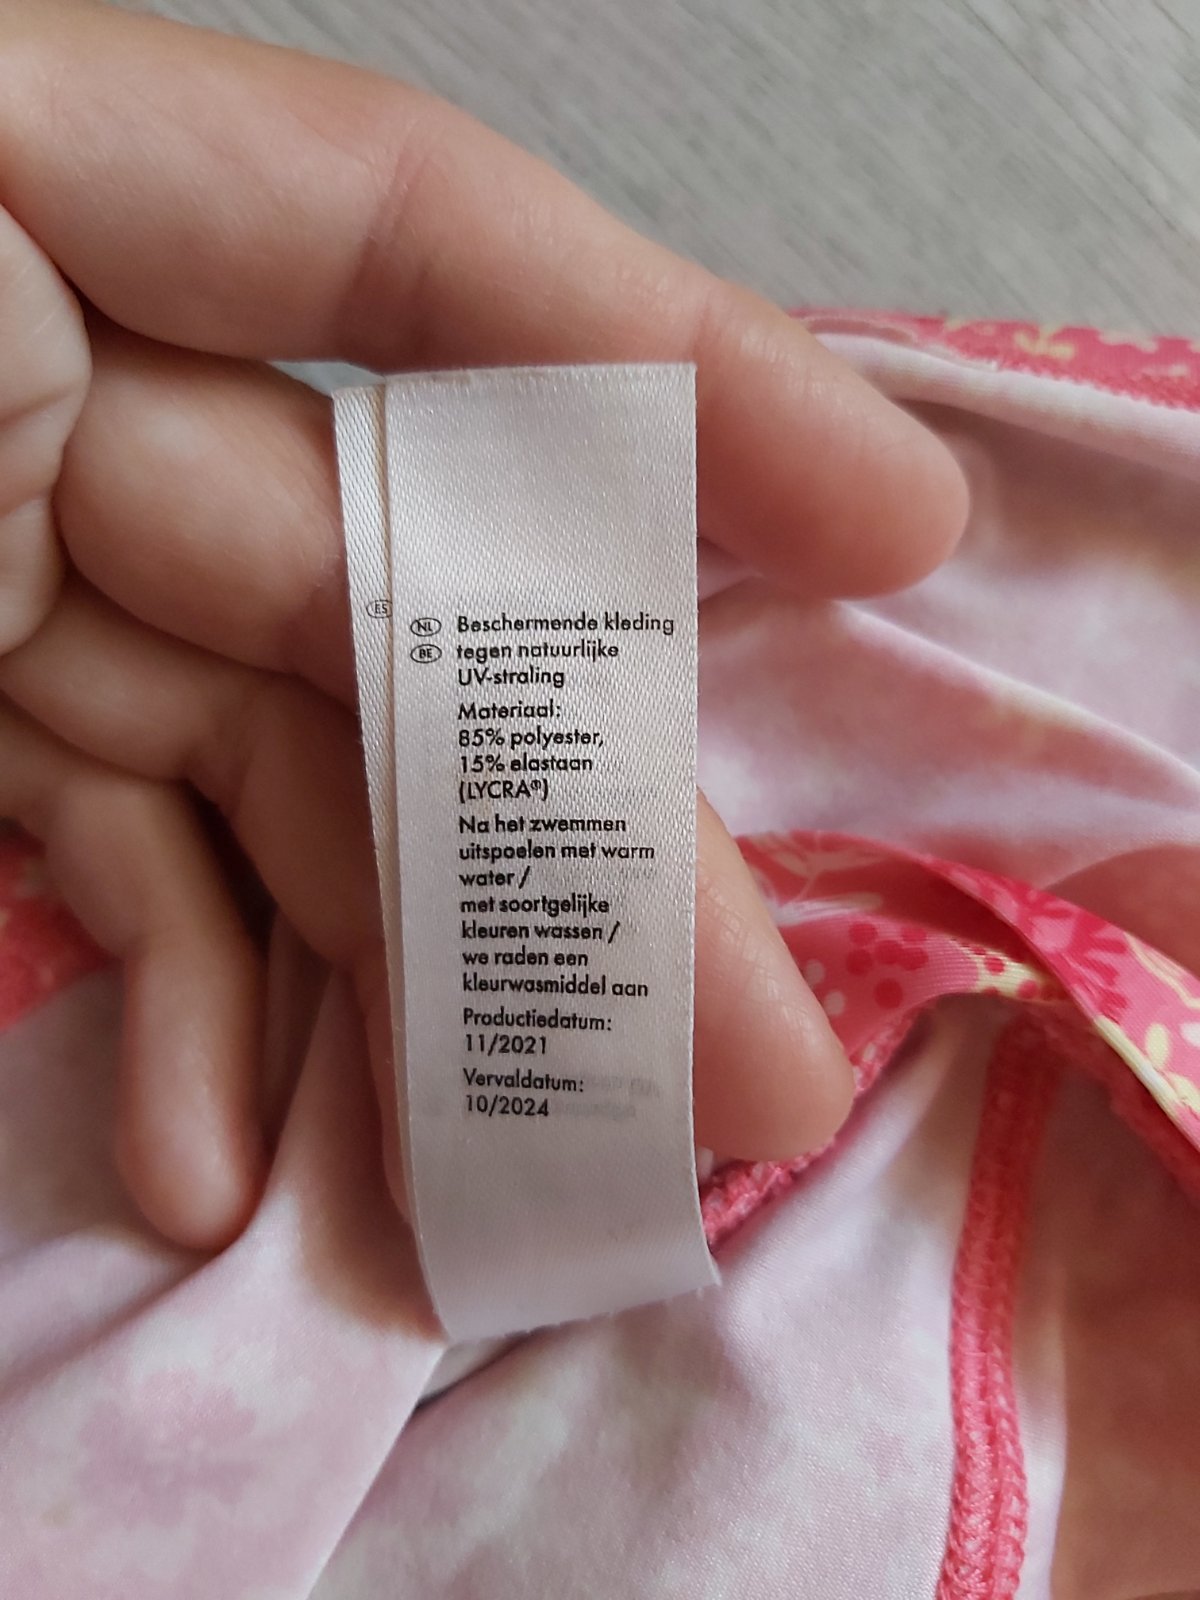 ES
NL Beschermende kleding
BE tegen natuurlijke
UV-straling
Materiaal:
85% polyester,
15% elastaan
(LYCRA®)
Na het zwemmen
uitspoelen met warm
water /
met soortgelijke
kleuren wassen /
we raden een
kleurwasmiddel aan
Productiedatum:
11/2021
Vervaldatum:
10/2024